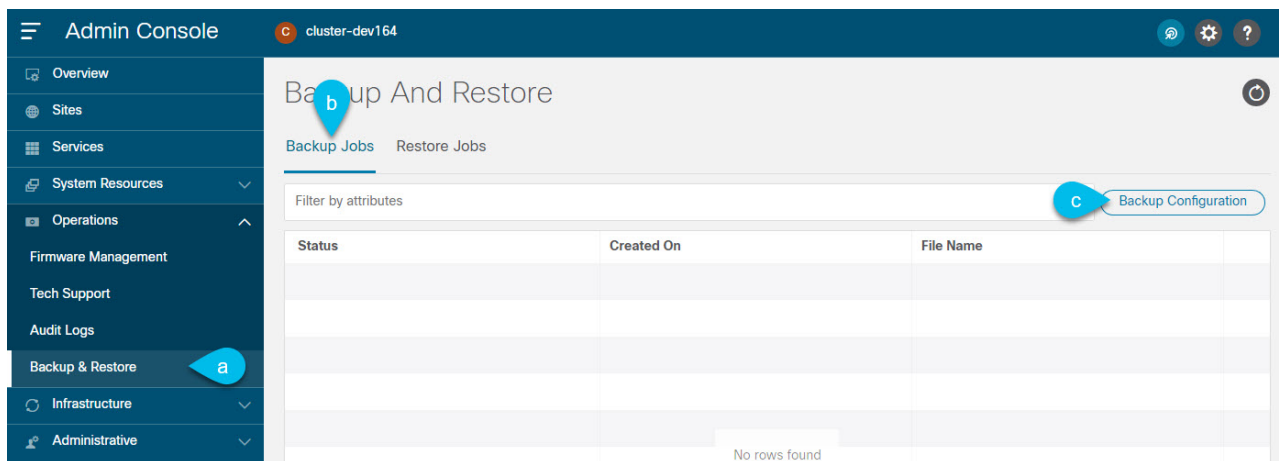 Admin Console
C cluster-dev164
?
Overview
Sites
Services
System Resources
Operations
Firmware Management
Tech Support
Audit Logs
Backup & Restore
a
Infrastructure
Administrative
Backup And Restore
b
Backup Jobs Restore Jobs
Filter by attributes
c
Backup Configuration
Status Created On File Name
No rows found